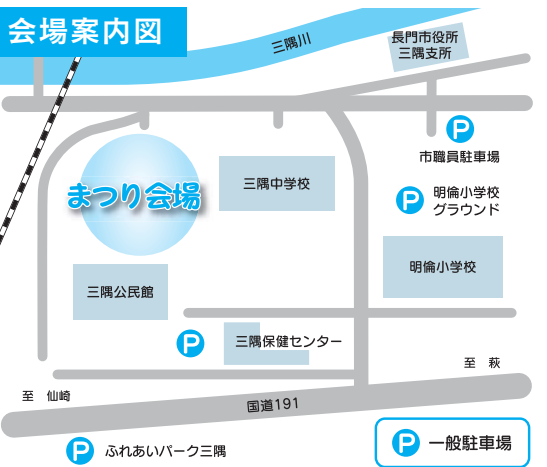 会場案内図
三隅川
長門市役所
三隅支所
P
市職員駐車場
まつり会場
三隅中学校
P
明倫小学校
グラウンド
明倫小学校
三隅公民館
P
三隅保健センター
至 萩
至 仙崎
国道191
P
ふれあいパーク三隅
P
一般駐車場